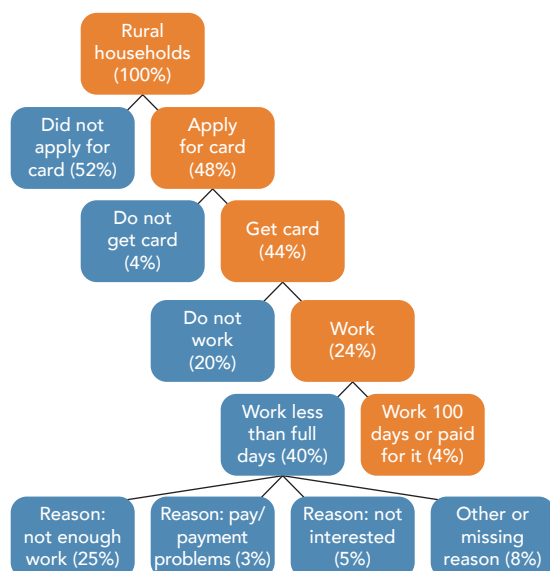 Rural
households
(100%)
Did not
apply for
card (52%)
Apply
for card
(48%)
Do not
get card
(4%)
Get card
(44%)
Do not
work
(20%)
Work
(24%)
Work less
than full
days (40%)
Work 100
days or paid
for it (4%)
Reason:
not enough
work (25%)
Reason: pay/
payment
problems (3%)
Reason: not
interested
(5%)
Other or
missing
reason (8%)